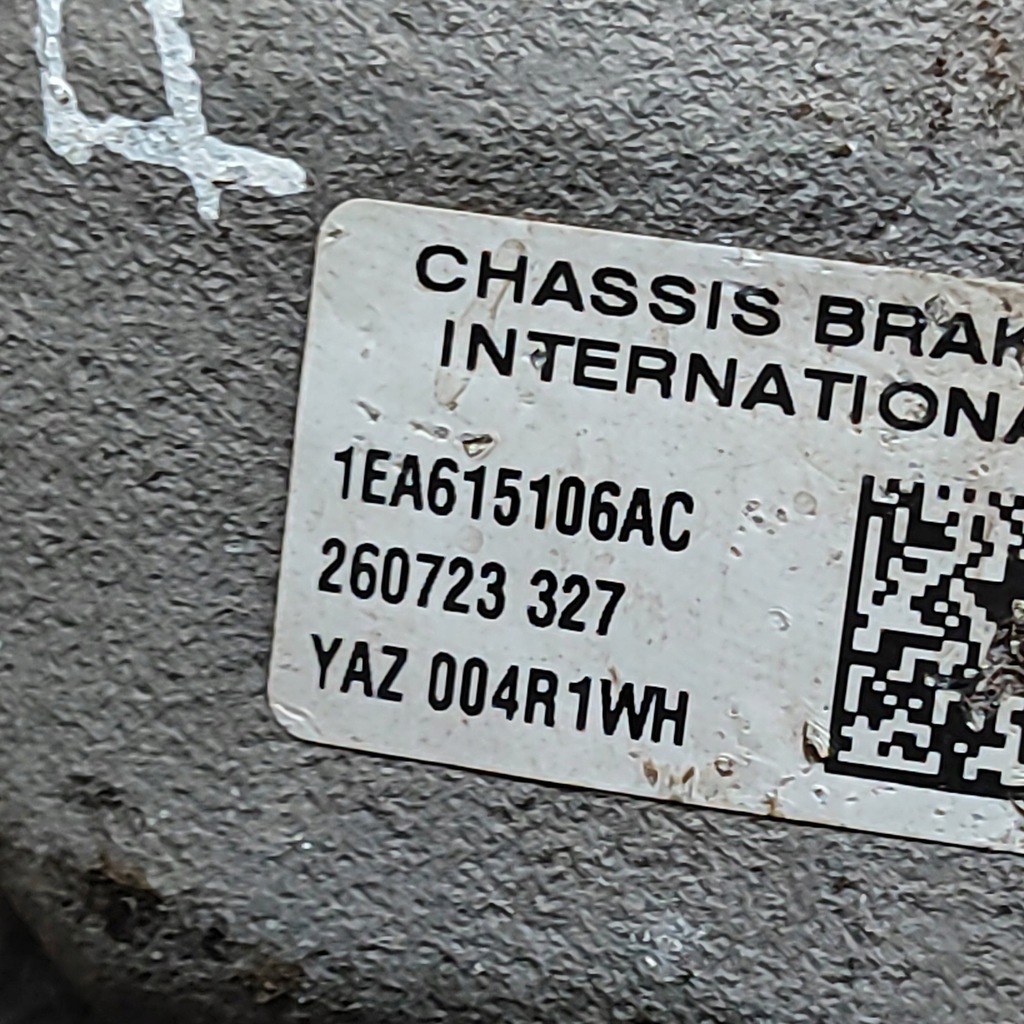 CHASSIS BRAK
INTERNATIONA
1EA615106AC
260723 327
YAZ 004R1WH